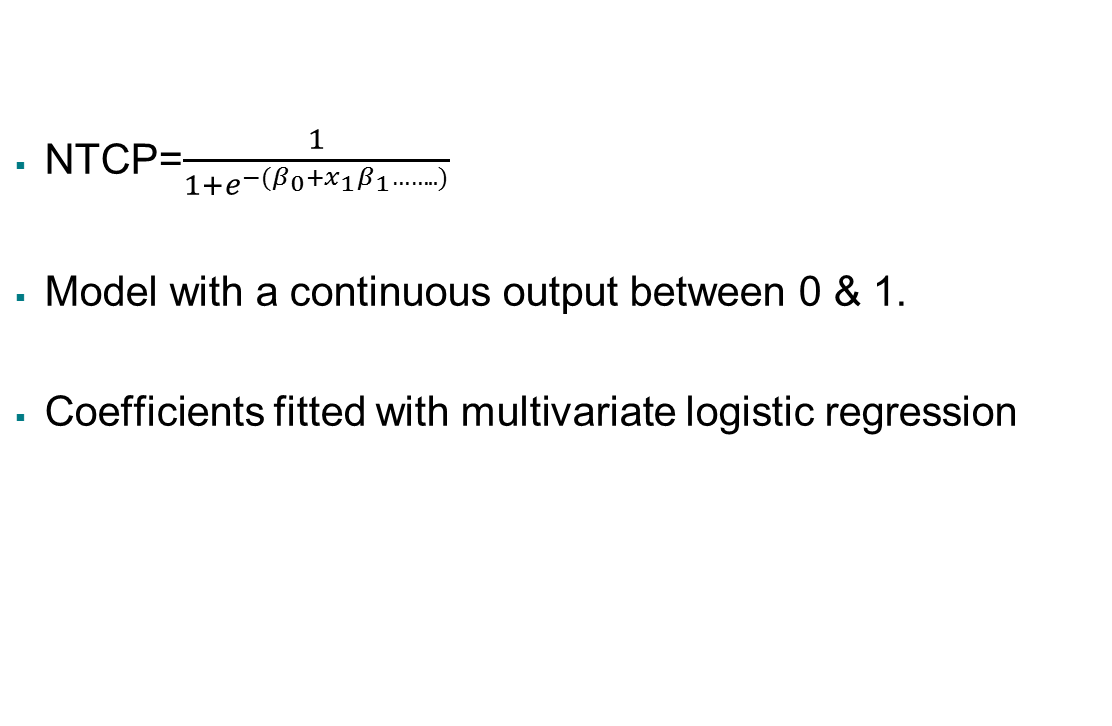 ▪ NTCP=1/(1+e^−(β₀+x₁β₁……..))
▪ Model with a continuous output between 0 & 1.
▪ Coefficients fitted with multivariate logistic regression